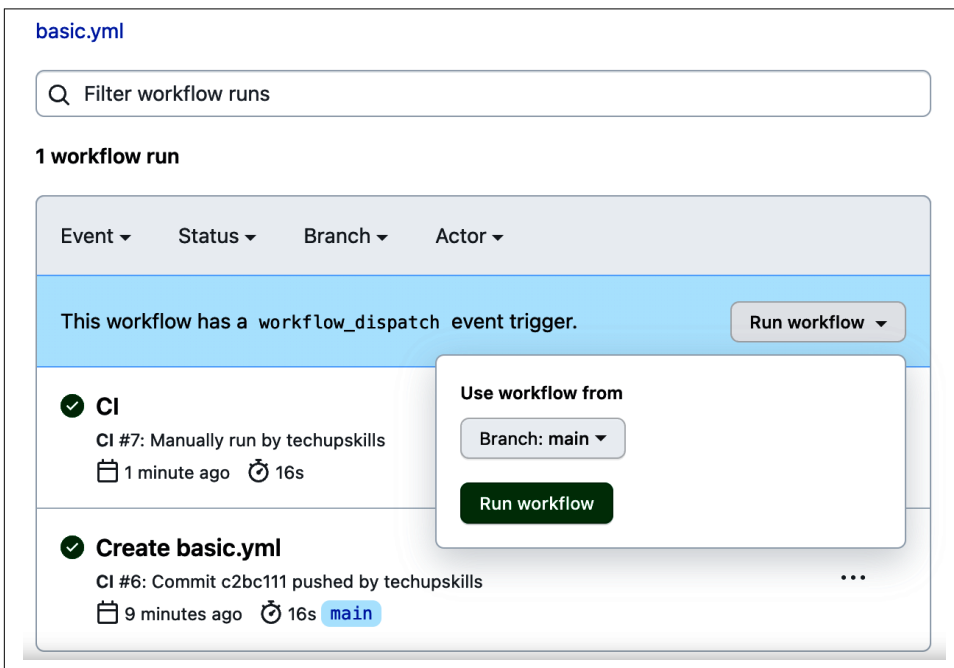 basic.yml
Filter workflow runs
1 workflow run
Event Status Branch Actor
This workflow has a workflow_dispatch event trigger. Run workflow
Use workflow from
Branch: main
Run workflow
CI
CI #7: Manually run by techupskills
1 minute ago 16s
Create basic.yml
CI #6: Commit c2bc111 pushed by techupskills
9 minutes ago 16s main